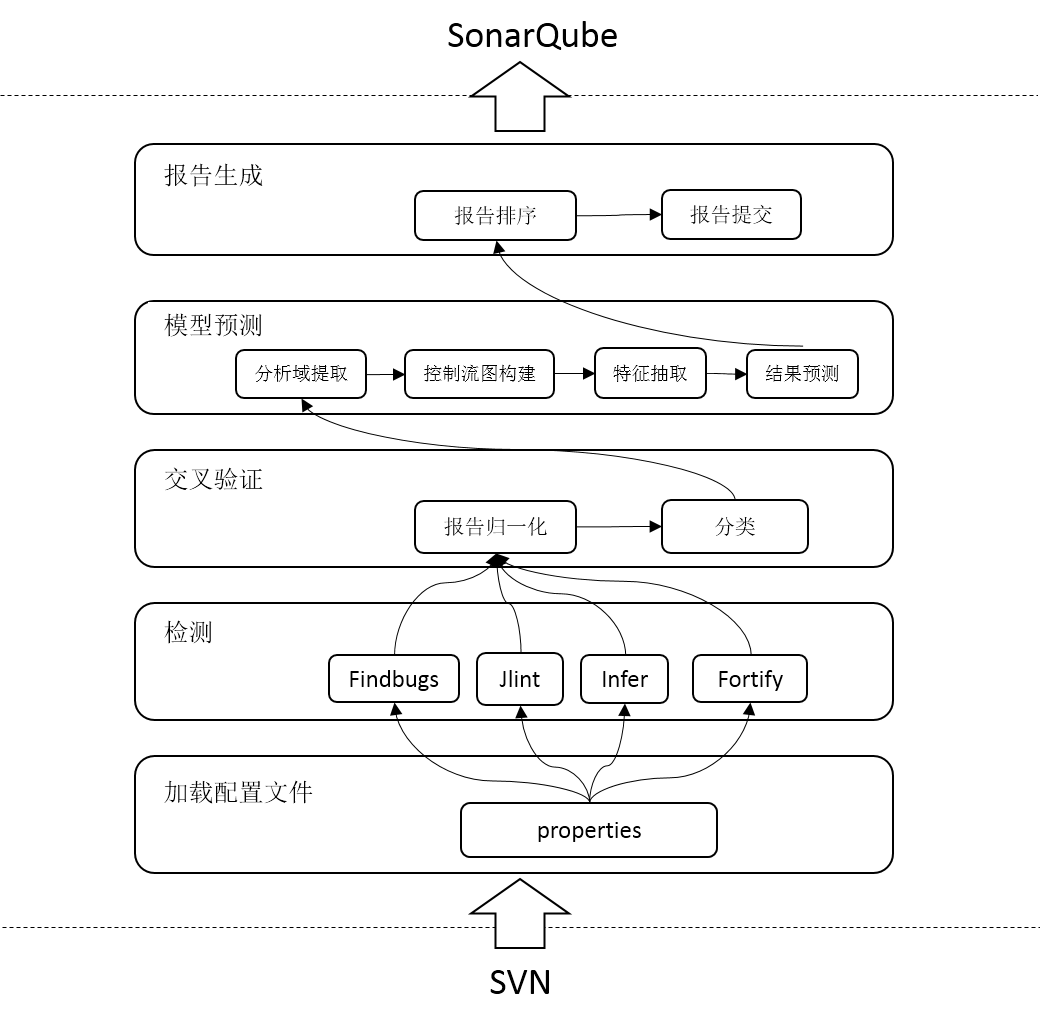 SonarQube
报告生成
报告排序
报告提交
模型预测
分析域提取
控制流图构建
特征抽取
结果预测
交叉验证
报告归一化
分类
检测
Findbugs
Jlint
Infer
Fortify
加载配置文件
properties
SVN